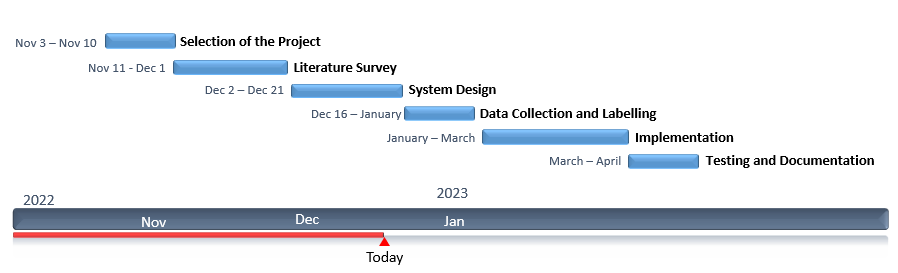 Nov 3 – Nov 10 Selection of the Project
Nov 11 - Dec 1 Literature Survey
Dec 2 – Dec 21 System Design
Dec 16 – January Data Collection and Labelling
January – March Implementation
March – April Testing and Documentation
2022 2023
Nov Dec Jan
Today